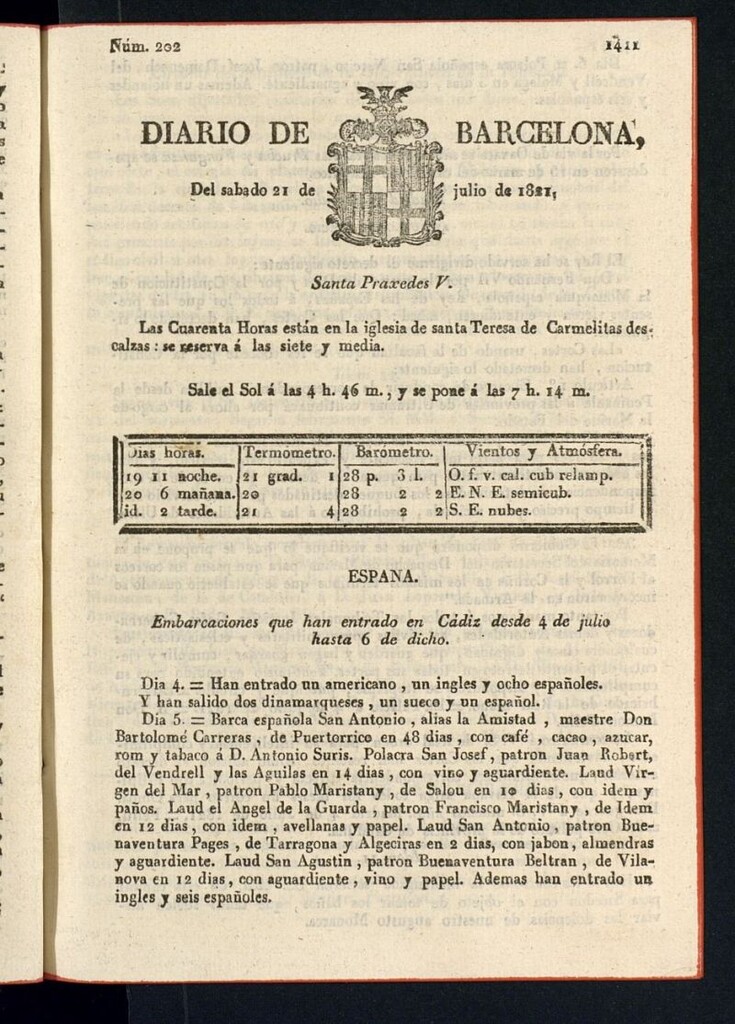 Núm. 202 1411
DIARIO DE BARCELONA,
Del sabado 21 de julio de 1821,
Santa Praxedes V.
Las Cuarenta Horas están en la iglesia de santa Teresa de Carmelitas des-
calzas: se reserva á las siete y media.
Sale el Sol á las 4 h. 46 m., y se pone á las 7 h. 14 m.
Dias horas. Termómetro. Barómetro. Vientos y Atmósfera.
19 11 noche. 21 grad. 1 28 p. 3 l. O. f. v. cal. cub relamp.
20 6 mañana. 20 28 2 2 E. N. E. semicub.
id. 2 tarde. 21 4 28 2 2 S. E. nubes.
ESPANA.
Embarcaciones que han entrado en Cádiz desde 4 de julio
hasta 6 de dicho.
Dia 4. = Han entrado un americano, un ingles y ocho españoles.
Y han salido dos dinamarqueses, un sueco y un español.
Dia 5. = Barca española San Antonio, alias la Amistad, maestre Don
Bartolomé Carreras, de Puertorrico en 48 dias, con café, cacao, azucar,
rom y tabaco á D. Antonio Suris. Polacra San Josef, patron Juan Robert,
del Vendrell y las Aguilas en 14 dias, con vino y aguardiente. Laud Vir-
gen del Mar, patron Pablo Maristany, de Salou en 10 dias, con idem y
paños. Laud el Angel de la Guarda, patron Francisco Maristany, de Idem
en 12 dias, con idem, avellanas y papel. Laud San Antonio, patron Bue-
naventura Pages, de Tarragona y Algeciras en 2 dias, con jabon, almendras
y aguardiente. Laud San Agustin, patron Buenaventura Beltran, de Vila-
nova en 12 dias, con aguardiente, vino y papel. Ademas han entrado un
ingles y seis españoles.